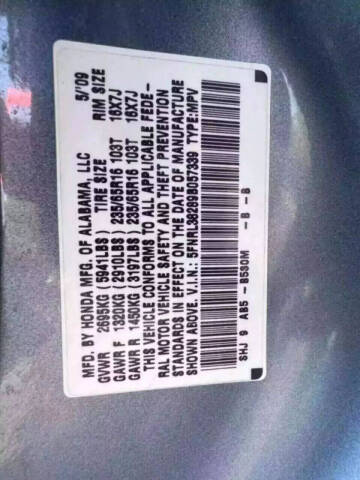 MFD. BY HONDA MFG. OF ALABAMA, LLC 5/'09
GVWR 2695KG (5941LBS) TIRE SIZE RIM SIZE
GAWR F 1320KG (2910LBS) 235/65R16 103T 16X7J
GAWR R 1450KG (3197LBS) 235/65R16 103T 16X7J
THIS VEHICLE CONFORMS TO ALL APPLICABLE FEDE-
RAL MOTOR VEHICLE SAFETY AND THEFT PREVENTION
STANDARDS IN EFFECT ON THE DATE OF MANUFACTURE
SHOWN ABOVE. V.I.N.: 5FNRL38289B057339 TYPE:MPV
SHJ 9 AB5 -B530M -B -B